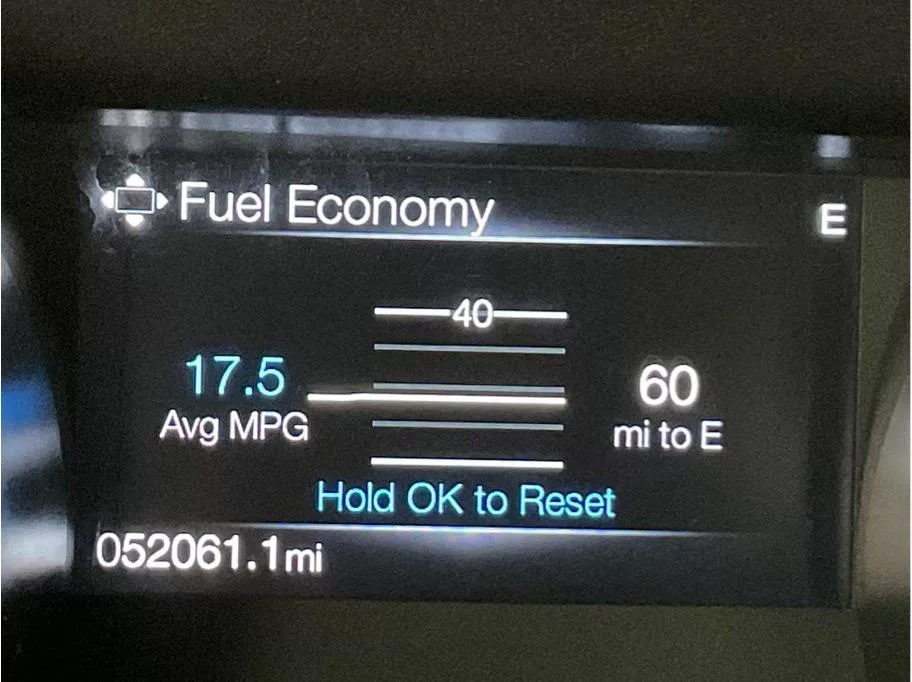 Fuel Economy
E
40
17.5
Avg MPG
60
mi to E
Hold OK to Reset
052061.1mi